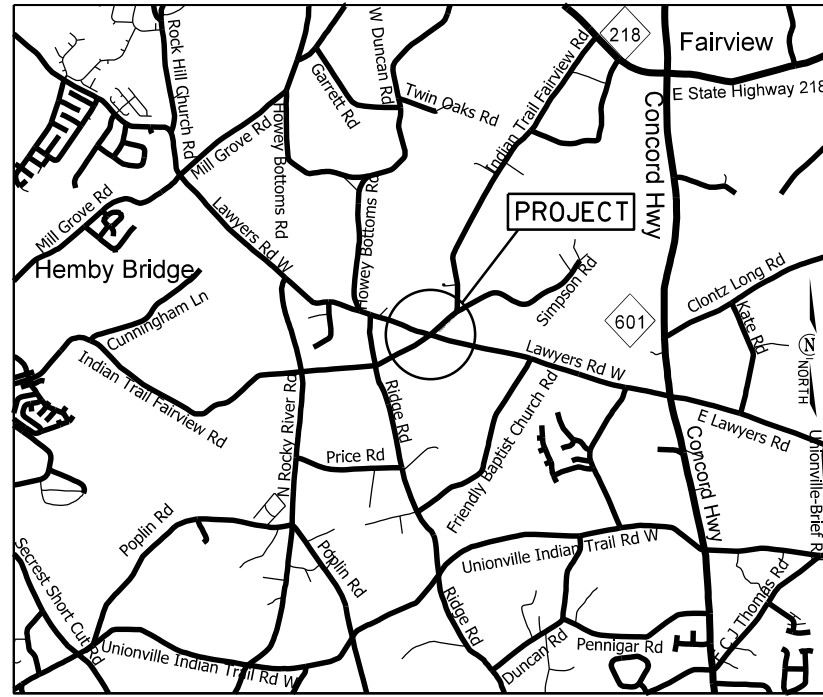 Rock Hill Church Rd
W Duncan Rd
218
Fairview
Garrett Rd
Twin Oaks Rd
E State Highway 218
Indian Trail Fairview Rd
Mill Grove Rd
Howey Bottoms Rd
Concord Hwy
Mill Grove Rd
Lawyers Rd W
Howey Bottoms Rd
PROJECT
Hemby Bridge
Simpson Rd
Clontz Long Rd
Cunningham Ln
601
Kate Rd
N
NORTH
Indian Trail Fairview Rd
Lawyers Rd W
N Rocky River Rd
Ridge Rd
Friendly Baptist Church Rd
E Lawyers Rd
Concord Hwy
Unionville-Brief R
Price Rd
Poplin Rd
Poplin Rd
Unionville Indian Trail Rd W
Secrest Short Cut Rd
Ridge Rd
C J Thomas Rd
Unionville Indian Trail Rd W
Duncan Rd
Pennigar Rd